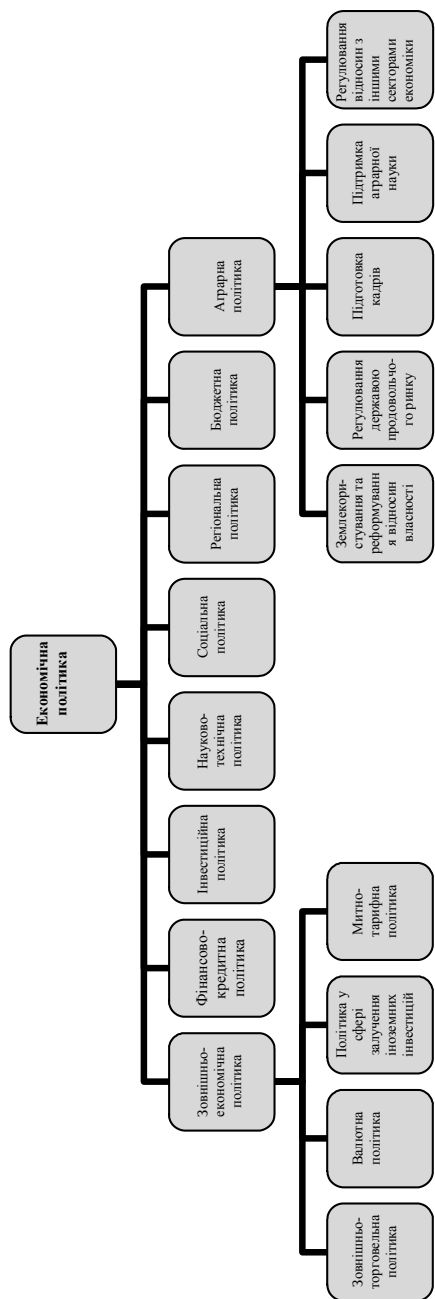 Економічна
політика
Зовнішньо-
економічна
політика
Фінансово-
кредитна
політика
Інвестиційна
політика
Науково-
технічна
політика
Соціальна
політика
Регіональна
політика
Бюджетна
політика
Аграрна
політика
Зовнішньо-
торговельна
політика
Валютна
політика
Політика у
сфері
залучення
іноземних
інвестицій
Митно-
тарифна
політика
Землекори-
стування та
реформуванн
я відносин
власності
Регулювання
державою
продовольчо-
го ринку
Підготовка
кадрів
Підтримка
аграрної
науки
Регулювання
відносин з
іншими
секторами
економіки